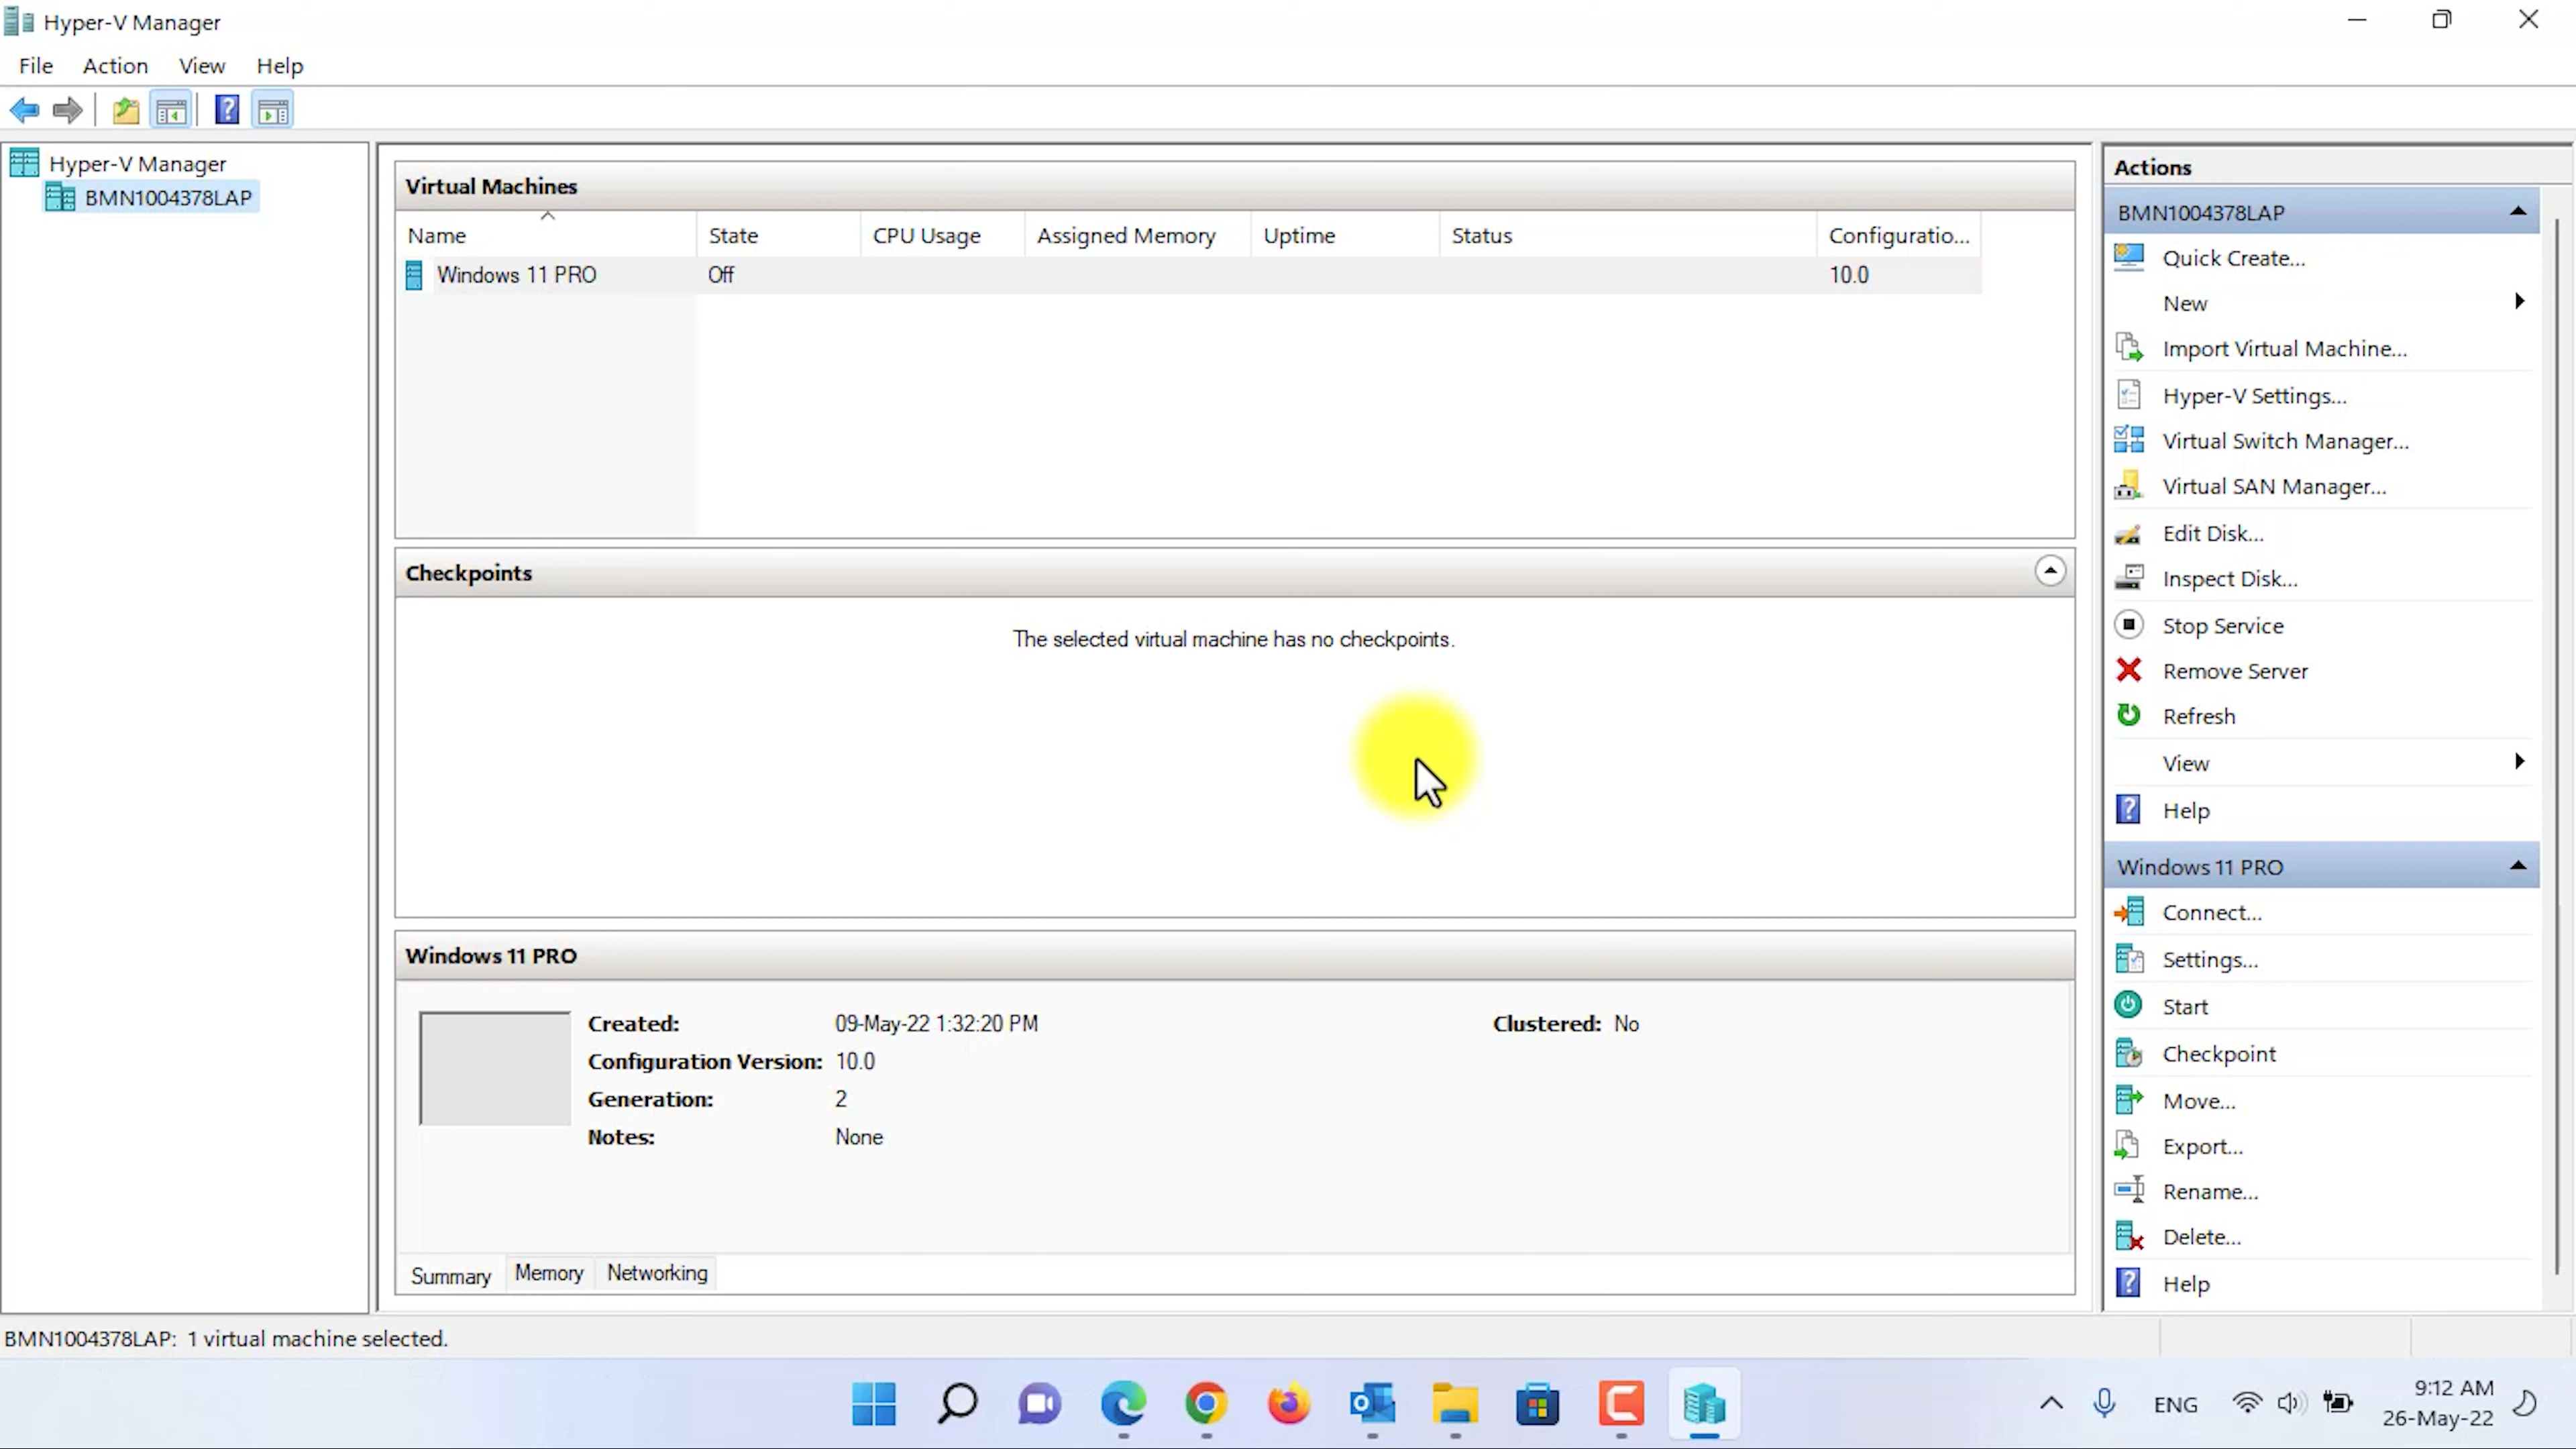 Hyper-V Manager
File Action View Help
Hyper-V Manager
BMN1004378LAP
Virtual Machines
Name State CPU Usage Assigned Memory Uptime Status Configuratio...
Windows 11 PRO Off 10.0
Checkpoints
The selected virtual machine has no checkpoints.
Windows 11 PRO
Created: 09-May-22 1:32:20 PM Clustered: No
Configuration Version: 10.0
Generation: 2
Notes: None
Summary Memory Networking
Actions
BMN1004378LAP
Quick Create...
New
Import Virtual Machine...
Hyper-V Settings...
Virtual Switch Manager...
Virtual SAN Manager...
Edit Disk...
Inspect Disk...
Stop Service
Remove Server
Refresh
View
Help
Windows 11 PRO
Connect...
Settings...
Start
Checkpoint
Move...
Export...
Rename...
Delete...
Help
BMN1004378LAP: 1 virtual machine selected.
ENG
9:12 AM
26-May-22